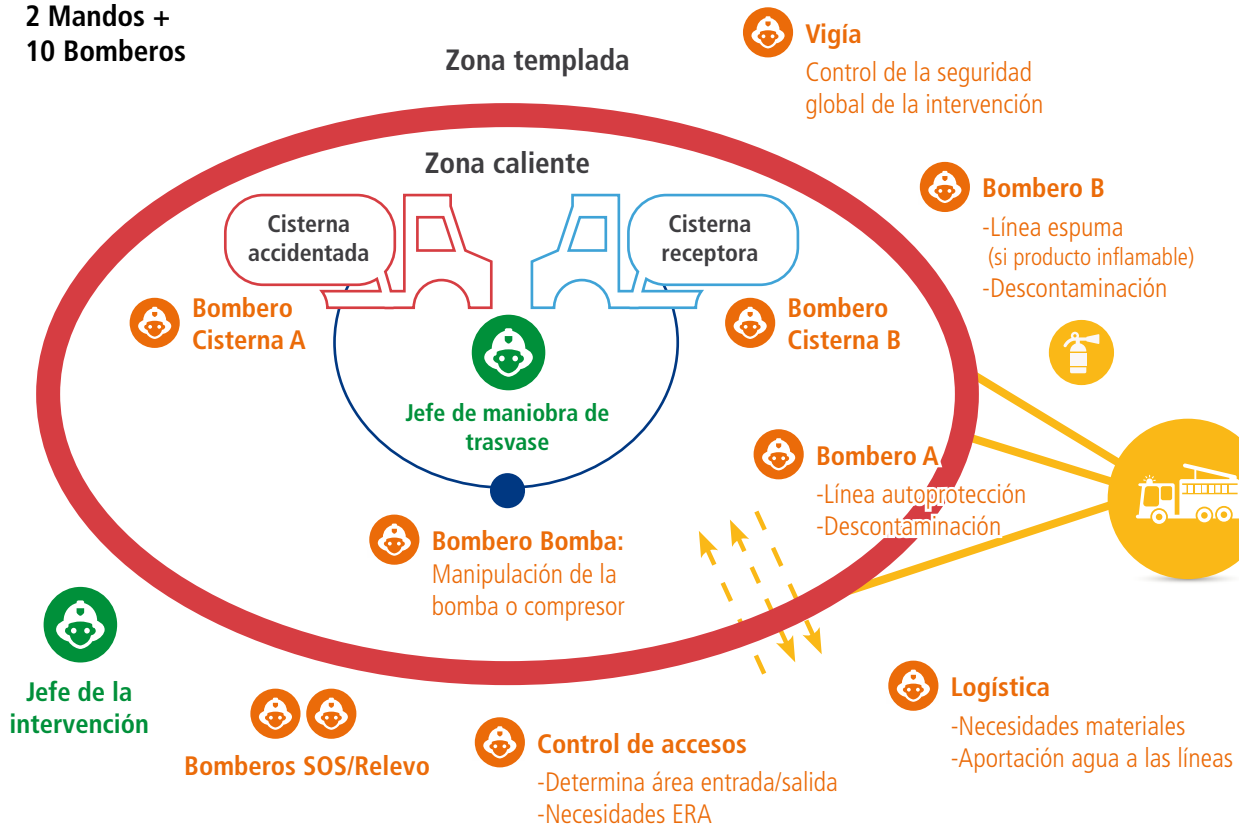 2 Mandos +
10 Bomberos
Zona templada
Vigía
Control de la seguridad
global de la intervención
Zona caliente
Cisterna
accidentada
Cisterna
receptora
Bombero B
-Línea espuma
(si producto inflamable)
-Descontaminación
Bombero
Cisterna A
Bombero
Cisterna B
Jefe de maniobra de
trasvase
Bombero A
-Línea autoprotección
-Descontaminación
Bombero Bomba:
Manipulación de la
bomba o compresor
Jefe de la
intervención
Bomberos SOS/Relevo
Control de accesos
-Determina área entrada/salida
-Necesidades ERA
Logística
-Necesidades materiales
-Aportación agua a las líneas